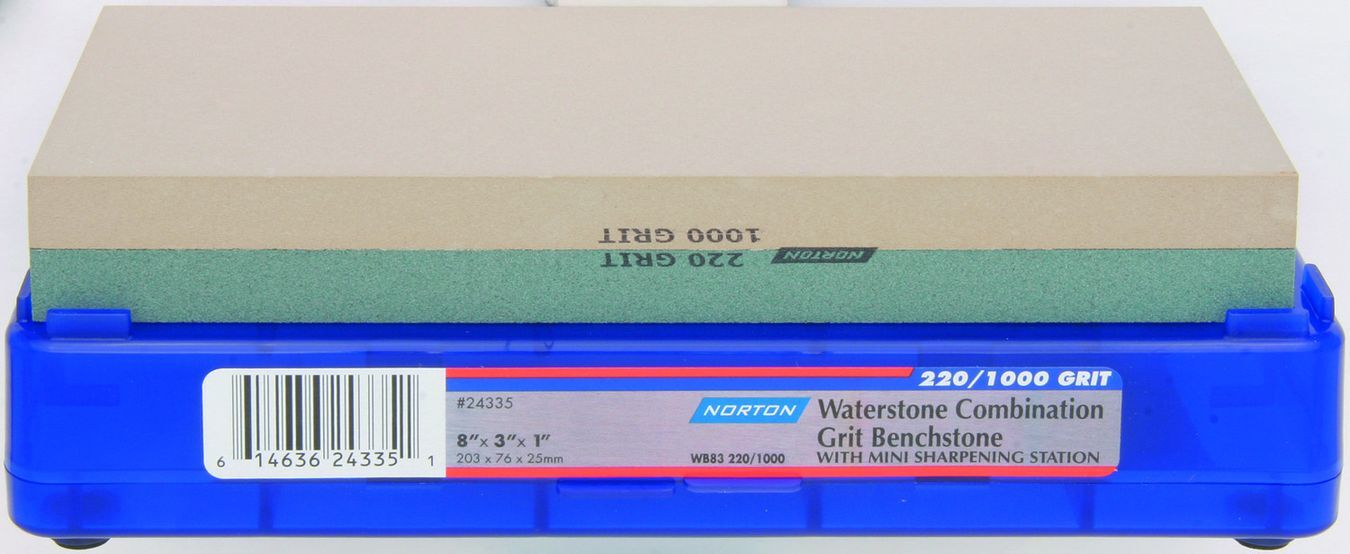 1000 GRIT
220 GRIT NORTON
220/1000 GRIT
#24335
NORTON Waterstone Combination
Grit Benchstone
8" x 3" x 1"
203 x 76 x 25mm
WB83 220/1000
WITH MINI SHARPENING STATION
6 14636 24335 1